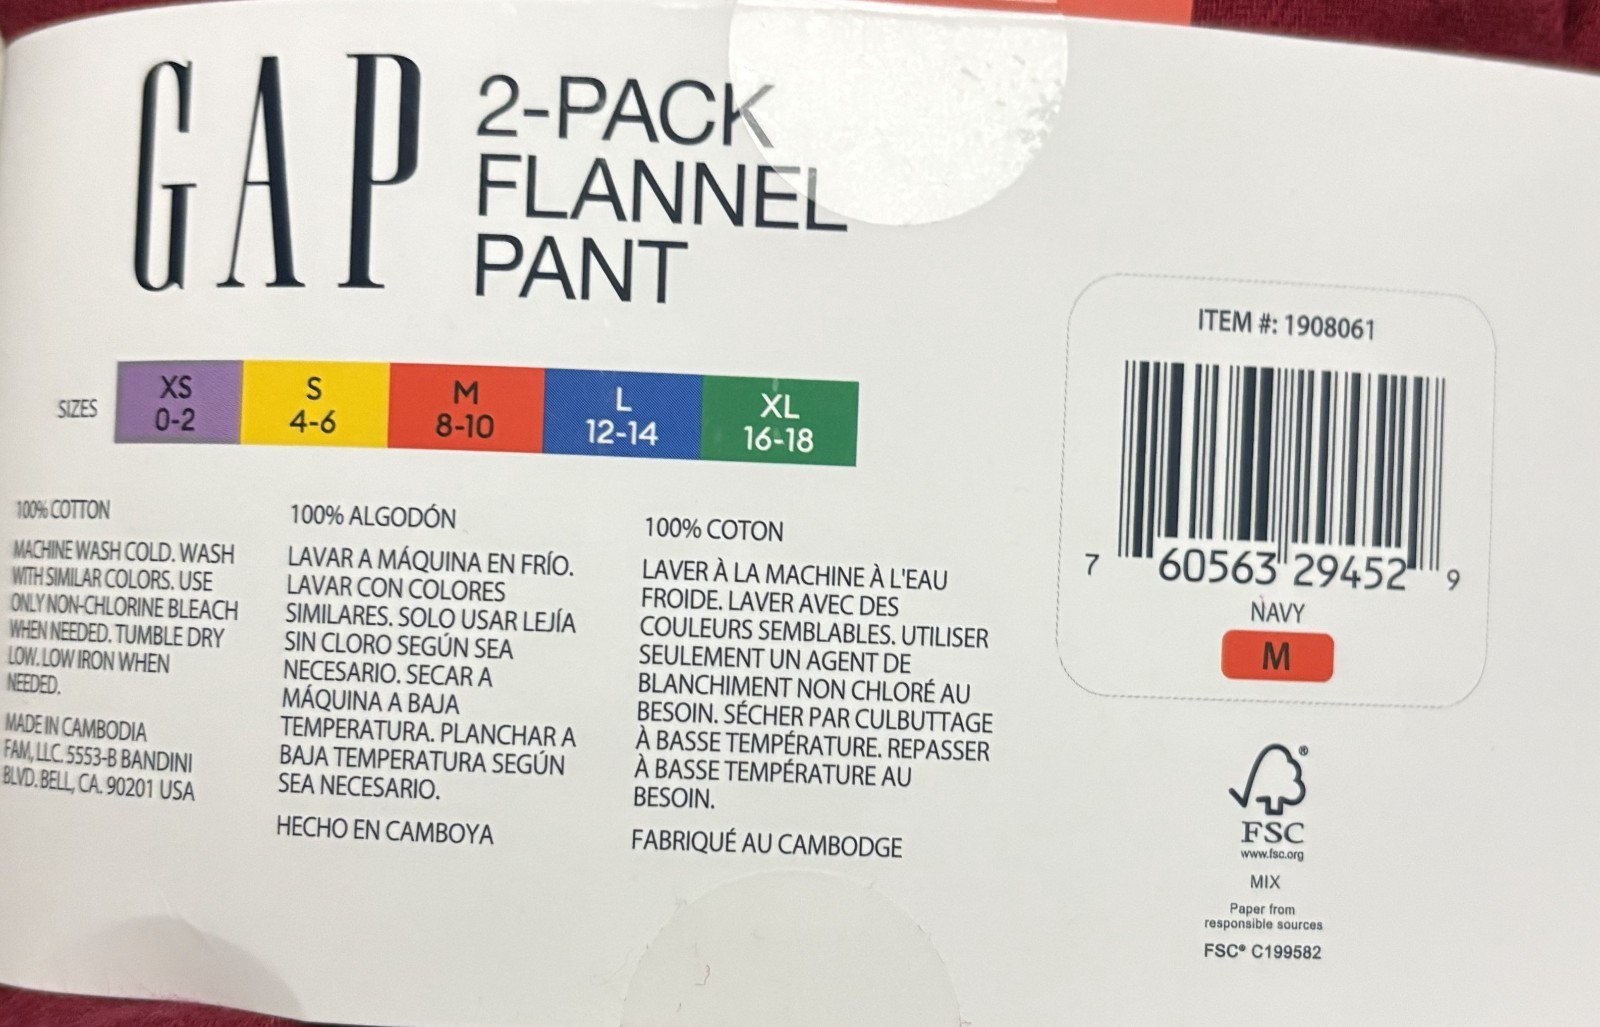 GAP
2-PACK
FLANNEL
PANT
SIZES
XS
0-2
S
4-6
M
8-10
L
12-14
XL
16-18
100% COTTON
MACHINE WASH COLD. WASH
WITH SIMILAR COLORS. USE
ONLY NON-CHLORINE BLEACH
WHEN NEEDED. TUMBLE DRY
LOW. LOW IRON WHEN
NEEDED.
MADE IN CAMBODIA
FAM, LLC. 5553-B BANDINI
BLVD. BELL, CA. 90201 USA
100% ALGODÓN
LAVAR A MÁQUINA EN FRÍO.
LAVAR CON COLORES
SIMILARES. SOLO USAR LEJÍA
SIN CLORO SEGÚN SEA
NECESARIO. SECAR A
MÁQUINA A BAJA
TEMPERATURA. PLANCHAR A
BAJA TEMPERATURA SEGÚN
SEA NECESARIO.
HECHO EN CAMBOYA
100% COTON
LAVER À LA MACHINE À L'EAU
FROIDE. LAVER AVEC DES
COULEURS SEMBLABLES. UTILISER
SEULEMENT UN AGENT DE
BLANCHIMENT NON CHLORÉ AU
BESOIN. SÉCHER PAR CULBUTTAGE
À BASSE TEMPÉRATURE. REPASSER
À BASSE TEMPÉRATURE AU
BESOIN.
FABRIQUÉ AU CAMBODGE
ITEM #: 1908061
7 60563 29452 9
NAVY
M
®
FSC
www.fsc.org
MIX
Paper from
responsible sources
FSC® C199582